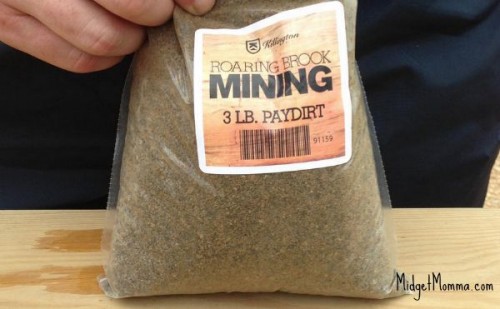 Killington
ROARING BROOK
MINING
3 LB. PAYDIRT
91159
MidgetMomma.com